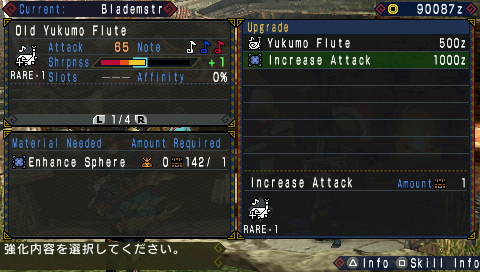 Current: Blademstr
90087z
Old Yukumo Flute
Attack 65 Note
Shrpnss +1
RARE-1
Slots --- Affinity 0%
L 1/4 R
Material Needed Amount Required
Enhance Sphere 0 142/ 1
Upgrade
Yukumo Flute 500z
Increase Attack 1000z
Increase Attack Amount 1
RARE-1
強化内容を選択してください。
Info Skill Info